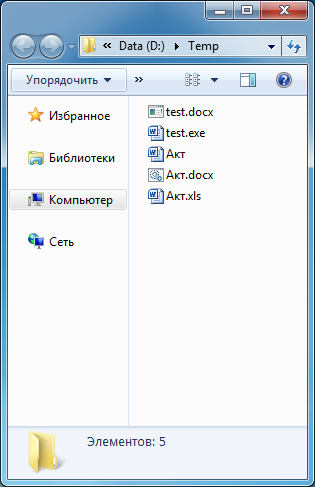 « Data (D:) ▸ Temp
Упорядочить ▾ »
Избранное
Библиотеки
Компьютер
Сеть
test.docx
test.exe
Акт
Акт.docx
Акт.xls
Элементов: 5